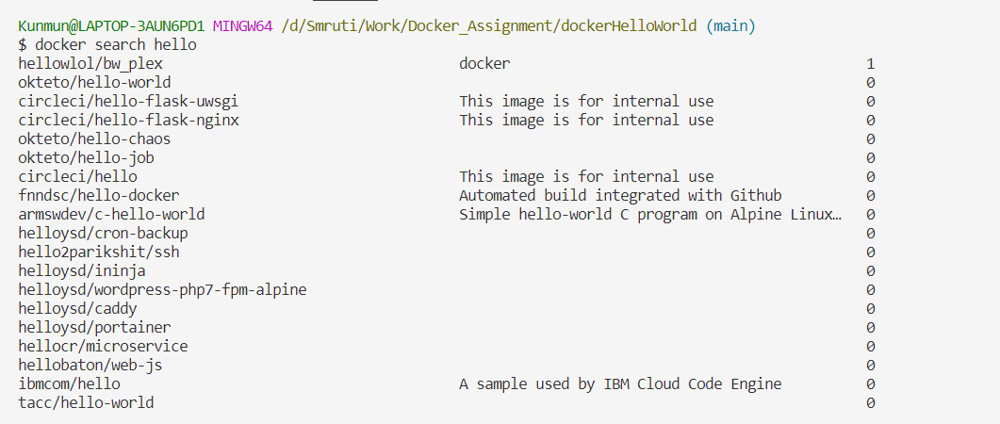 Kunmun@LAPTOP-3AUN6PD1 MINGW64 /d/Smruti/Work/Docker_Assignment/dockerHelloWorld (main)
$ docker search hello
hellowlol/bw_plex docker 1
okteto/hello-world 0
circleci/hello-flask-uwsgi This image is for internal use 0
circleci/hello-flask-nginx This image is for internal use 0
okteto/hello-chaos 0
okteto/hello-job 0
circleci/hello This image is for internal use 0
fnndsc/hello-docker Automated build integrated with Github 0
armswdev/c-hello-world Simple hello-world C program on Alpine Linux… 0
helloysd/cron-backup 0
hello2parikshit/ssh 0
helloysd/ininja 0
helloysd/wordpress-php7-fpm-alpine 0
helloysd/caddy 0
helloysd/portainer 0
hellocr/microservice 0
hellobaton/web-js 0
ibmcom/hello A sample used by IBM Cloud Code Engine 0
tacc/hello-world 0